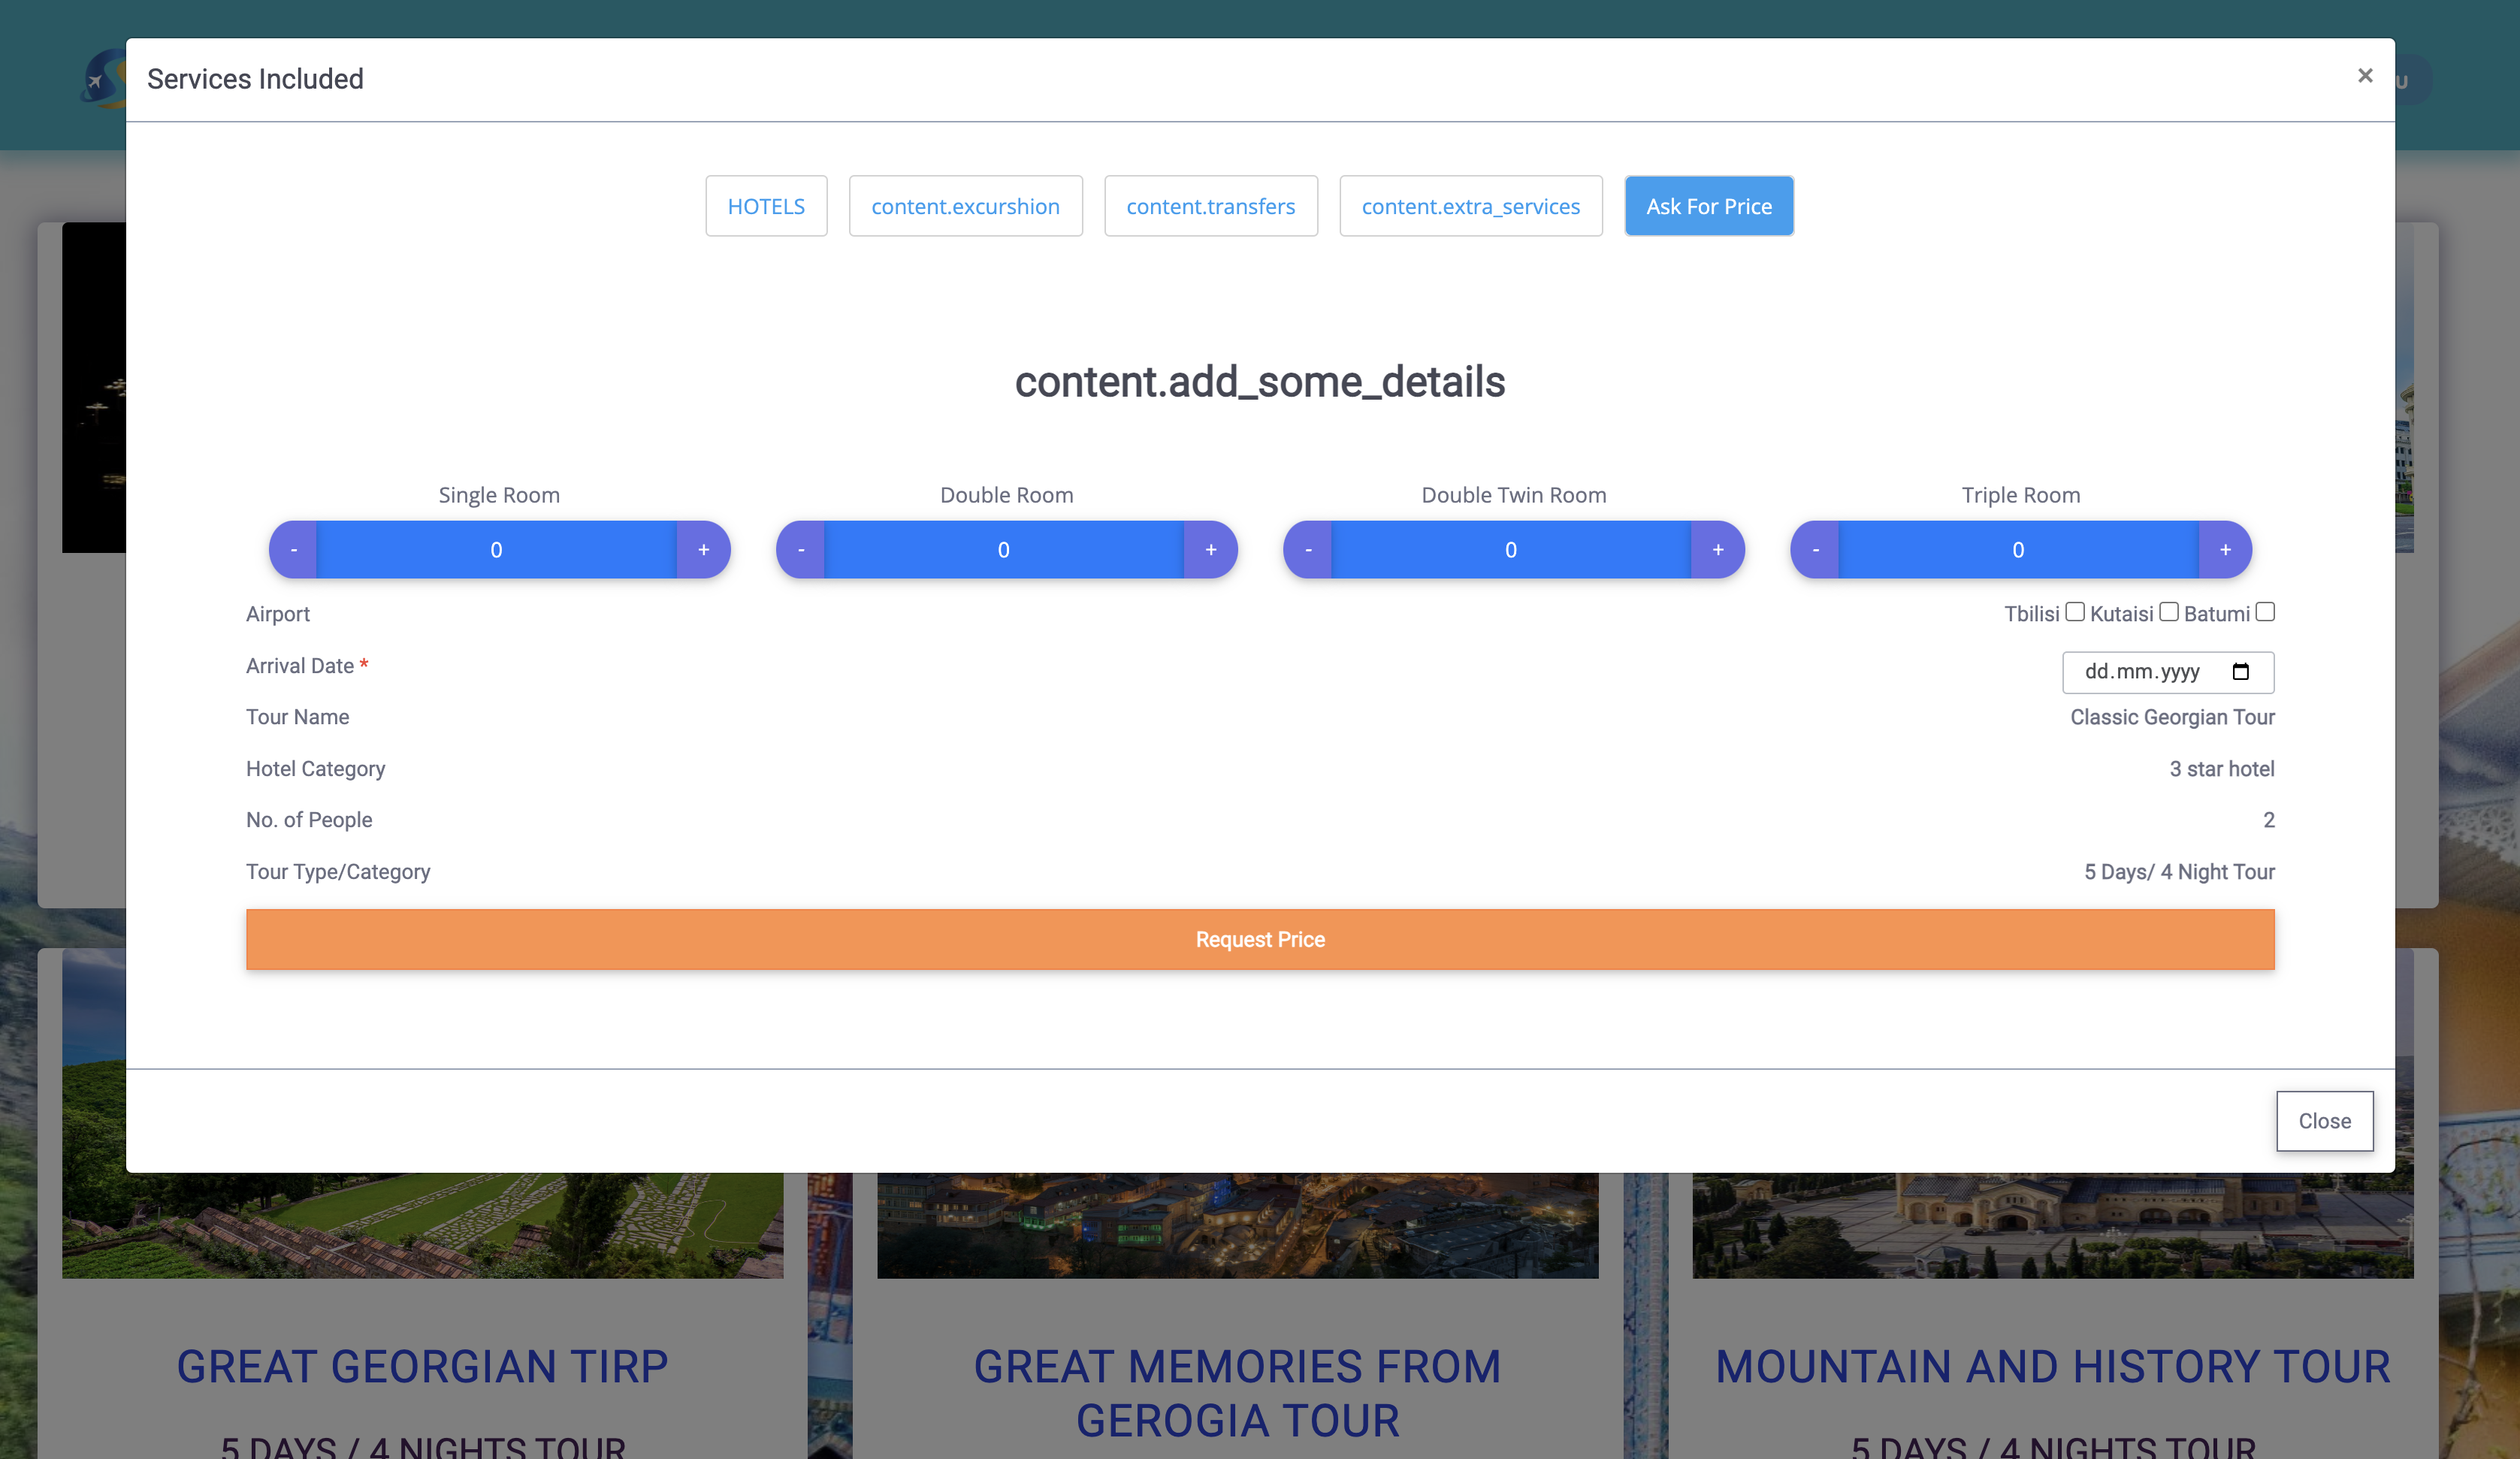 Services Included
×
U
HOTELS
content.excurshion
content.transfers
content.extra_services
Ask For Price
content.add_some_details
Single Room
Double Room
Double Twin Room
Triple Room
- 0 +
- 0 +
- 0 +
- 0 +
Airport
Tbilisi Kutaisi Batumi
Arrival Date *
dd.mm.yyyy
Tour Name
Classic Georgian Tour
Hotel Category
3 star hotel
No. of People
2
Tour Type/Category
5 Days/ 4 Night Tour
Request Price
Close
GREAT GEORGIAN TIRP
5 DAYS / 4 NIGHTS TOUR
GREAT MEMORIES FROM
GEROGIA TOUR
MOUNTAIN AND HISTORY TOUR
5 DAYS / 4 NIGHTS TOUR